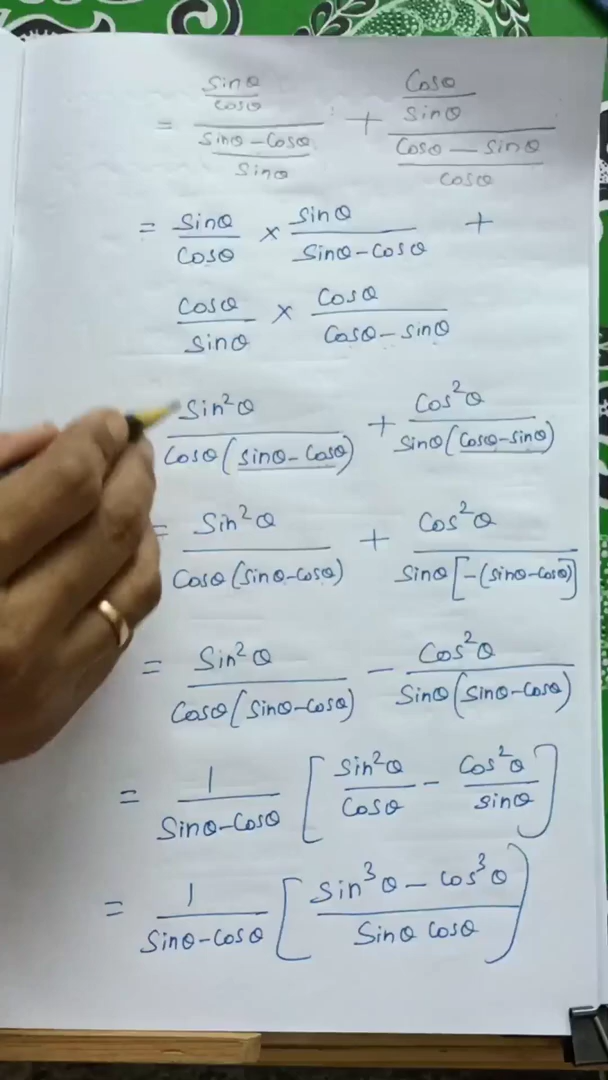 = (sinθ/cosθ)/((sinθ-cosθ)/sinθ) + (cosθ/sinθ)/((cosθ-sinθ)/cosθ)
= sinθ/cosθ × sinθ/(sinθ-cosθ) +
cosθ/sinθ × cosθ/(cosθ-sinθ)
sin²θ/(cosθ(sinθ-cosθ)) + cos²θ/(sinθ(cosθ-sinθ))
= sin²θ/(cosθ(sinθ-cosθ)) + cos²θ/(sinθ[-(sinθ-cosθ)])
= sin²θ/(cosθ(sinθ-cosθ)) - cos²θ/(sinθ(sinθ-cosθ))
= 1/(sinθ-cosθ) [sin²θ/cosθ - cos²θ/sinθ]
= 1/(sinθ-cosθ) [(sin³θ-cos³θ)/(sinθ cosθ)]